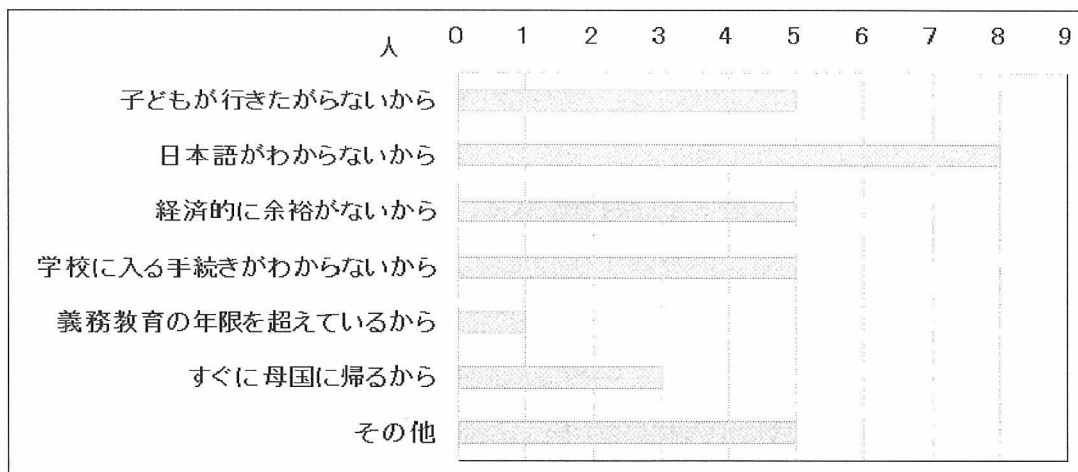 人 0 1 2 3 4 5 6 7 8 9
子どもが行きたがらないから
日本語がわからないから
経済的に余裕がないから
学校に入る手続きがわからないから
義務教育の年限を超えているから
すぐに母国に帰るから
その他